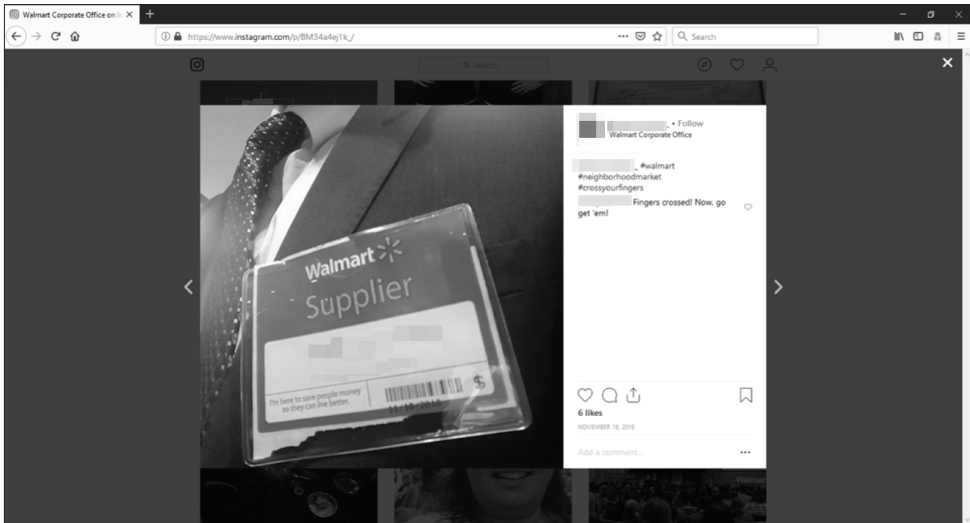 Walmart Corporate Office on In
https://www.instagram.com/p/BM34a4ej1k_/
Search
Search
Walmart
Supplier
I'm here to save people money
so they can live better.
$
• Follow
Walmart Corporate Office
_ #walmart
#neighborhoodmarket
#crossyourfingers
Fingers crossed! Now, go
get 'em!
6 likes
NOVEMBER 16, 2016
Add a comment...
Walmart